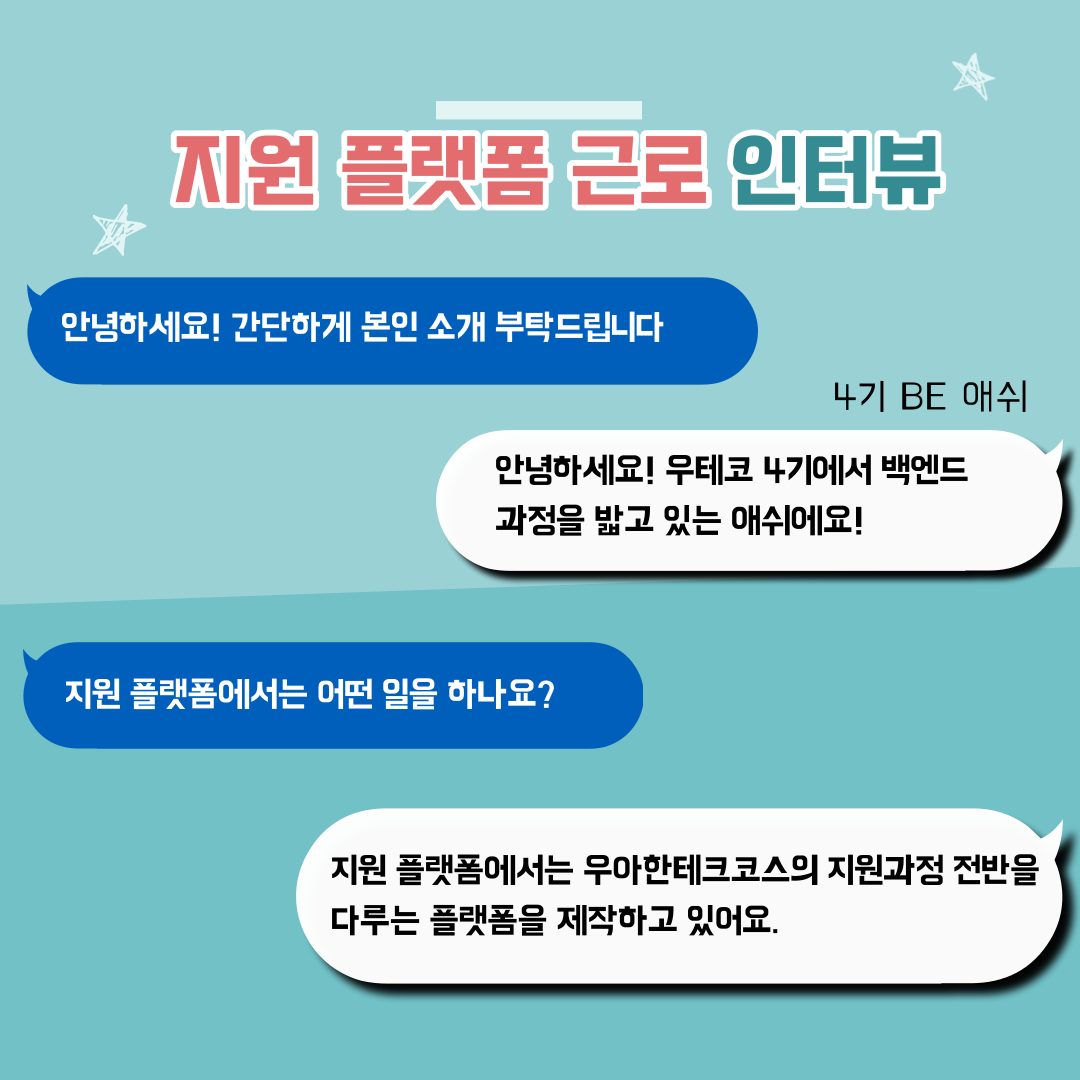 지원 플랫폼 근로 인터뷰
안녕하세요! 간단하게 본인 소개 부탁드립니다
4기 BE 애쉬
안녕하세요! 우테코 4기에서 백엔드
과정을 밟고 있는 애쉬에요!
지원 플랫폼에서는 어떤 일을 하나요?
지원 플랫폼에서는 우아한테크코스의 지원과정 전반을
다루는 플랫폼을 제작하고 있어요.